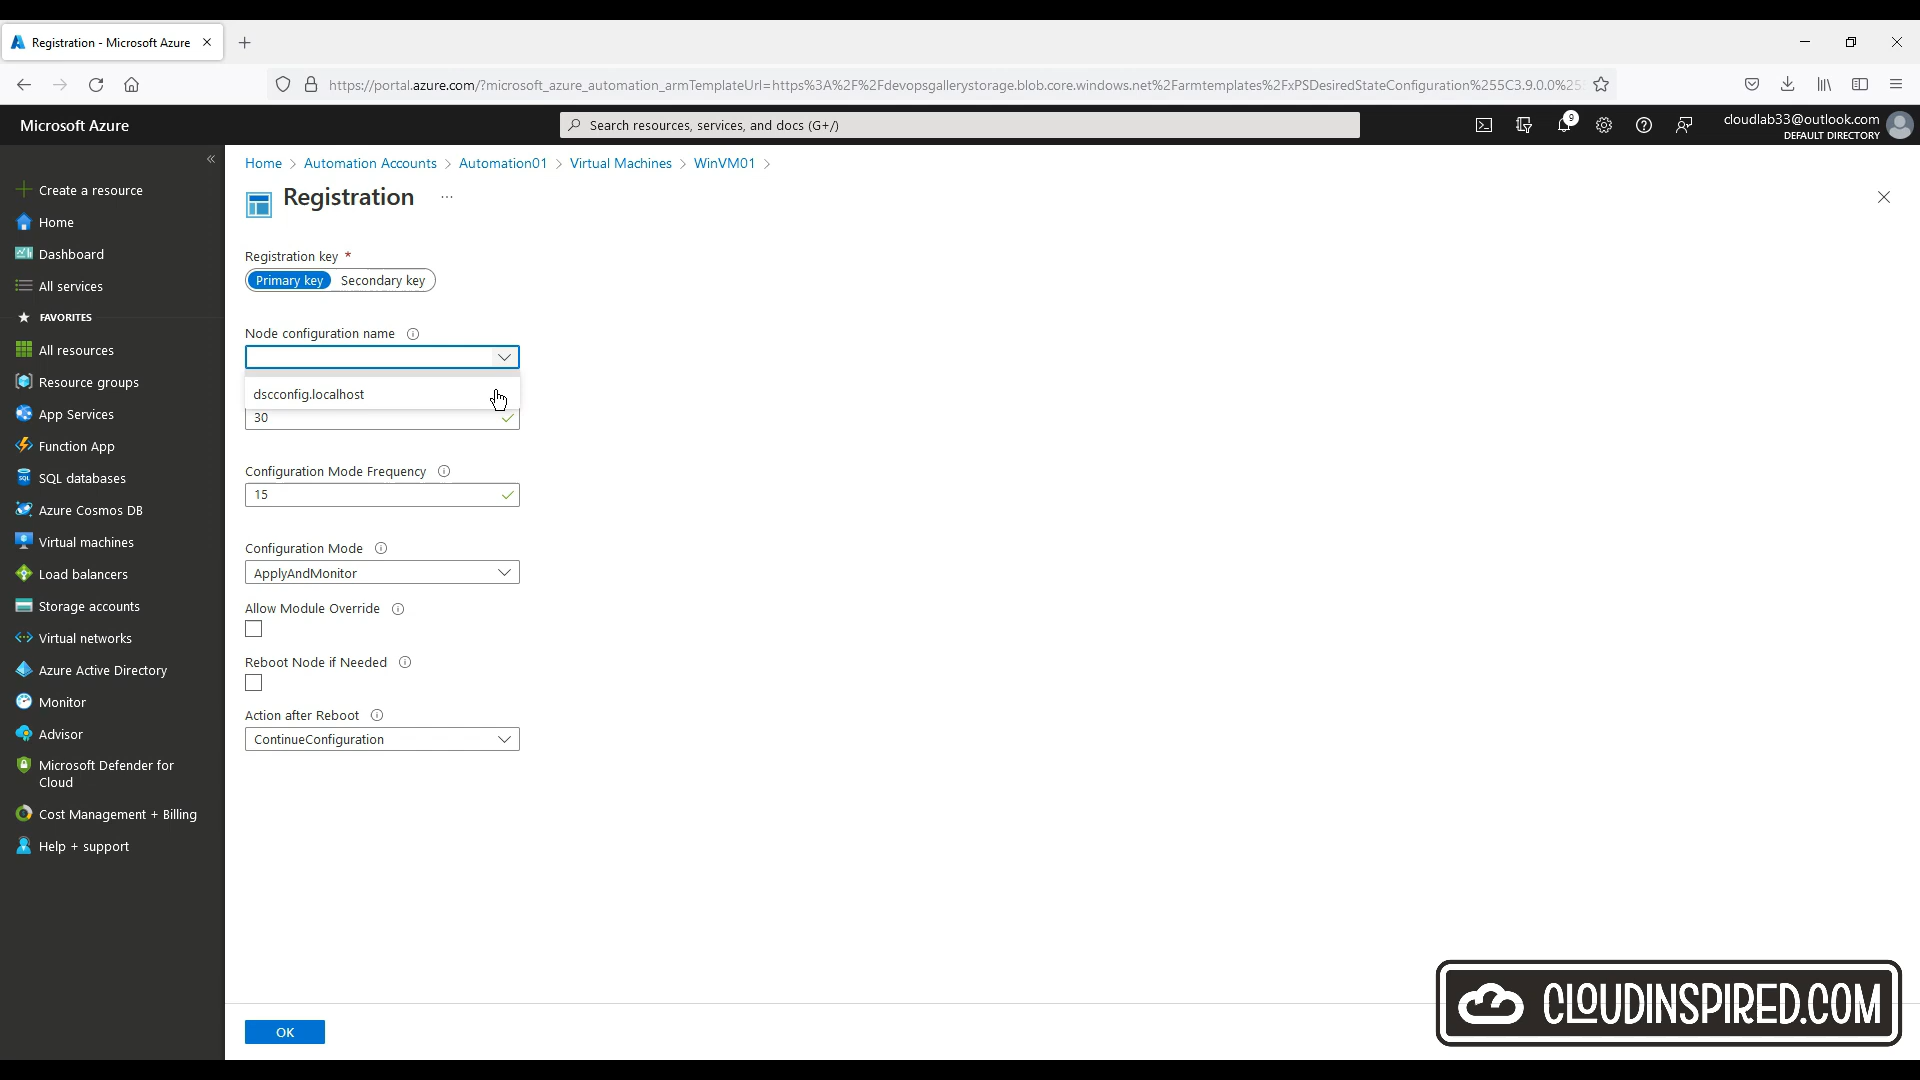 Registration - Microsoft Azure
https://portal.azure.com/?microsoft_azure_automation_armTemplateUrl=https%3A%2F%2Fdevopsgallerystorage.blob.core.windows.net%2Farmtemplates%2FxPSDesiredStateConfiguration%255C3.9.0.0%25
Microsoft Azure
Search resources, services, and docs (G+/)
9
cloudlab33@outlook.com
DEFAULT DIRECTORY
Create a resource
Home
Dashboard
All services
FAVORITES
All resources
Resource groups
App Services
Function App
SQL databases
Azure Cosmos DB
Virtual machines
Load balancers
Storage accounts
Virtual networks
Azure Active Directory
Monitor
Advisor
Microsoft Defender for
Cloud
Cost Management + Billing
Help + support
Home > Automation Accounts > Automation01 > Virtual Machines > WinVM01 >
Registration ...
Registration key *
Primary key Secondary key
Node configuration name
dscconfig.localhost
30
Configuration Mode Frequency
15
Configuration Mode
ApplyAndMonitor
Allow Module Override
Reboot Node if Needed
Action after Reboot
ContinueConfiguration
OK
CLOUDINSPIRED.COM